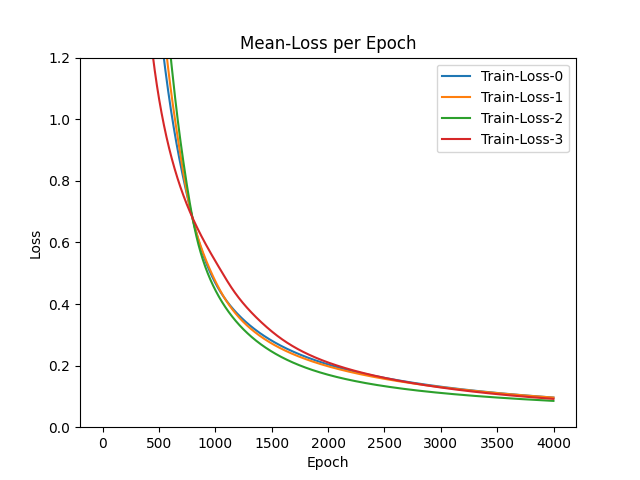 Mean-Loss per Epoch
1.2
1.0
0.8
0.6
0.4
0.2
0.0
Loss
Train-Loss-0
Train-Loss-1
Train-Loss-2
Train-Loss-3
0 500 1000 1500 2000 2500 3000 3500 4000
Epoch